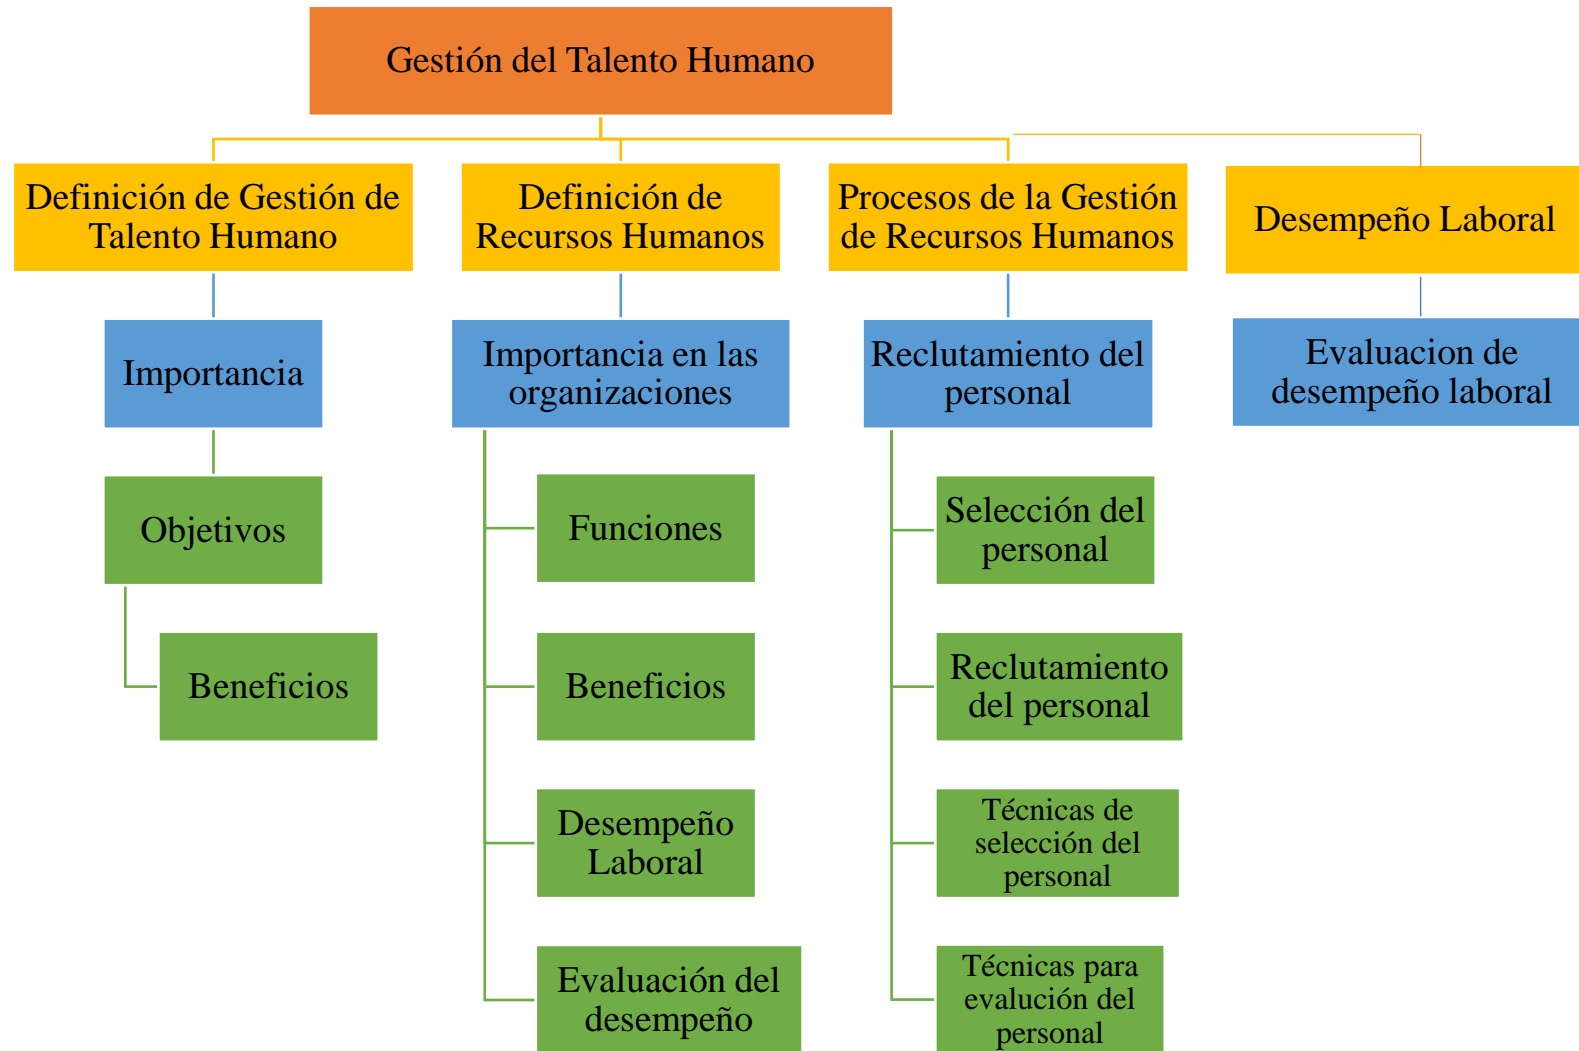 Gestión del Talento Humano
Definición de Gestión de
Talento Humano
Definición de
Recursos Humanos
Procesos de la Gestión
de Recursos Humanos
Desempeño Laboral
Importancia
Importancia en las
organizaciones
Reclutamiento del
personal
Evaluacion de
desempeño laboral
Objetivos
Funciones
Selección del
personal
Beneficios
Beneficios
Reclutamiento
del personal
Desempeño
Laboral
Técnicas de
selección del
personal
Evaluación del
desempeño
Técnicas para
evalución del
personal